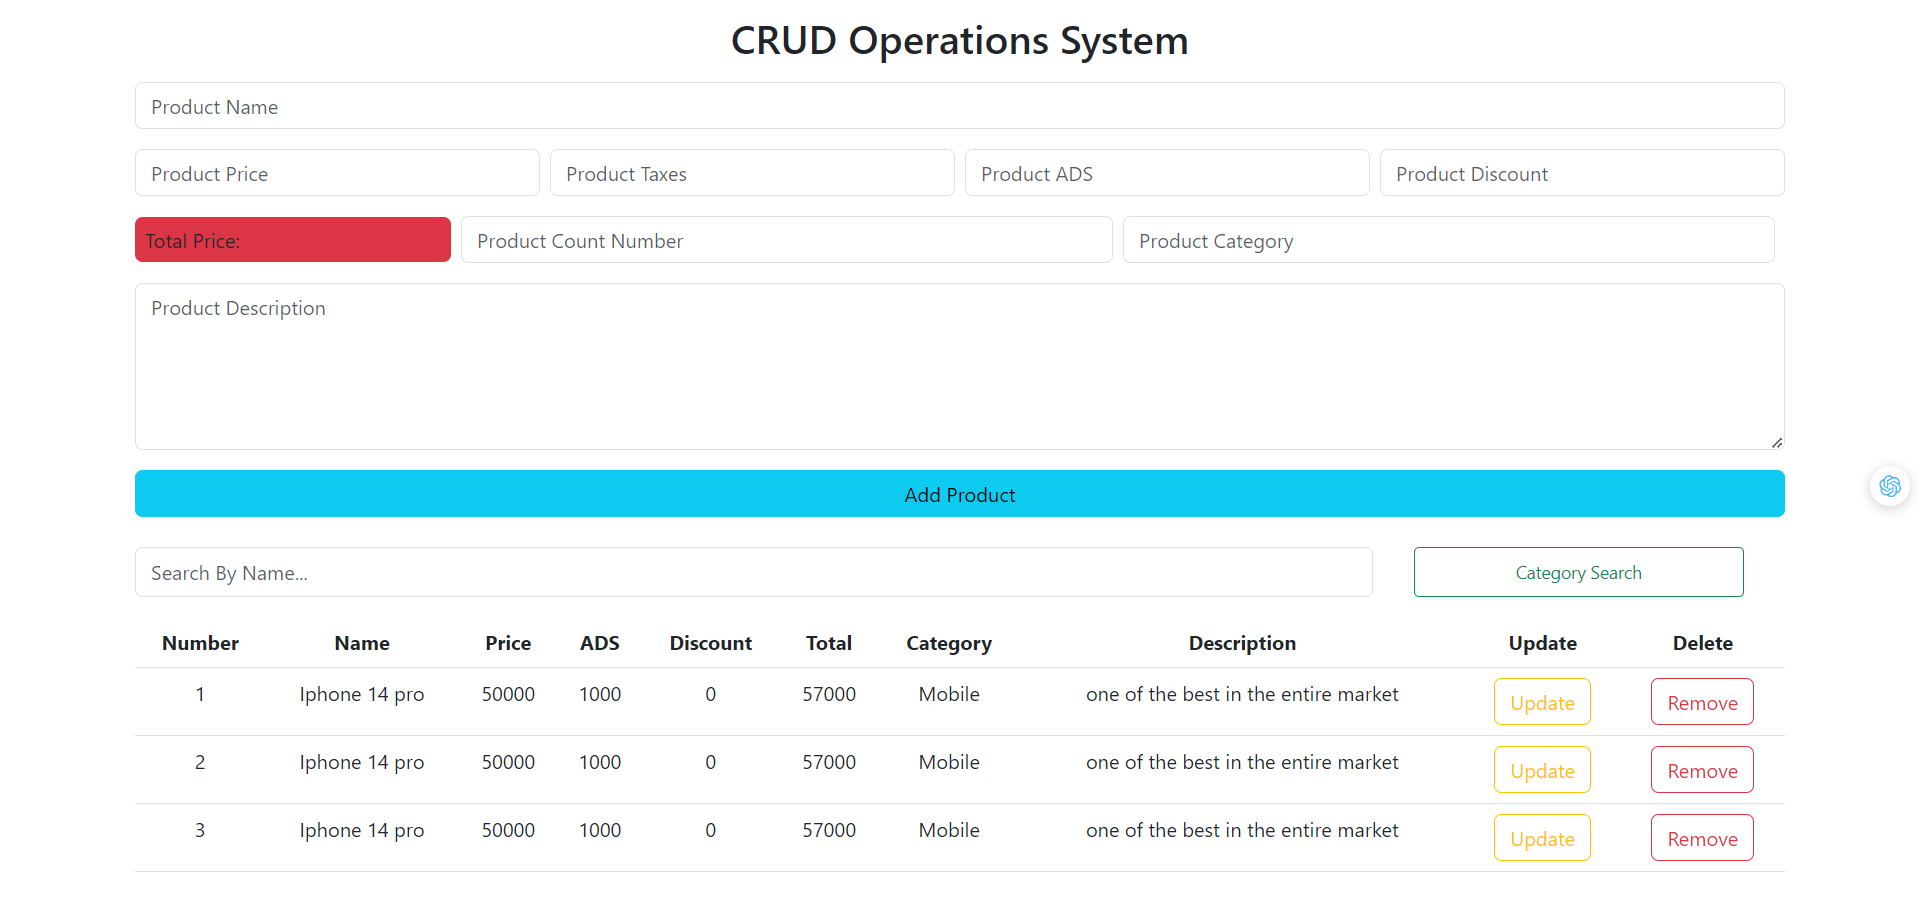 CRUD Operations System
Product Name
Product Price Product Taxes Product ADS Product Discount
Total Price: Product Count Number Product Category
Product Description
Add Product
Search By Name... Category Search
Number Name Price ADS Discount Total Category Description Update Delete
1 Iphone 14 pro 50000 1000 0 57000 Mobile one of the best in the entire market Update Remove
2 Iphone 14 pro 50000 1000 0 57000 Mobile one of the best in the entire market Update Remove
3 Iphone 14 pro 50000 1000 0 57000 Mobile one of the best in the entire market Update Remove